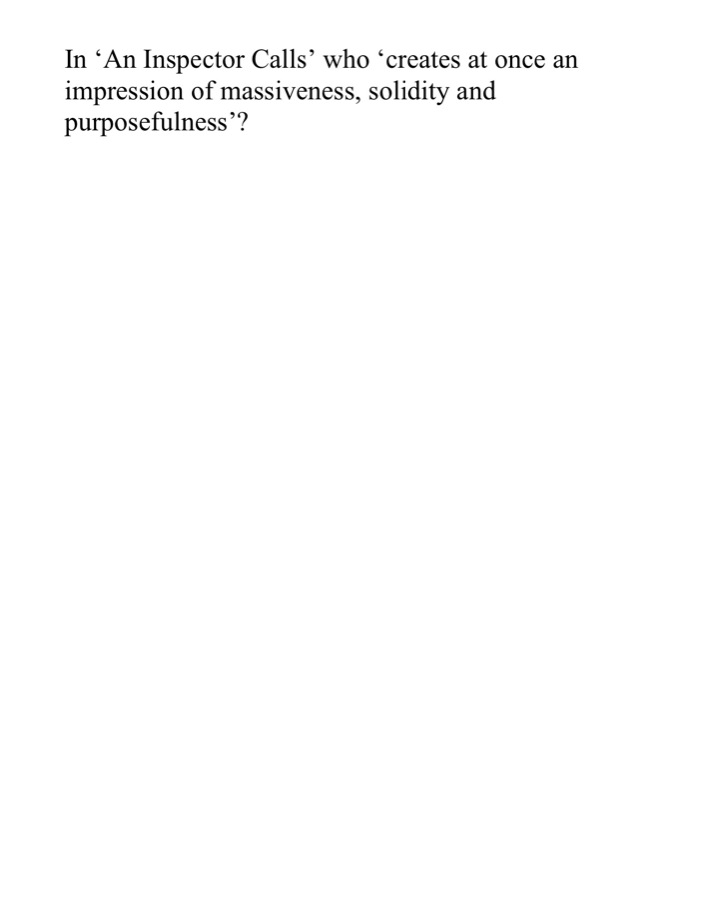 In ‘An Inspector Calls’ who ‘creates at once an
impression of massiveness, solidity and
purposefulness’?